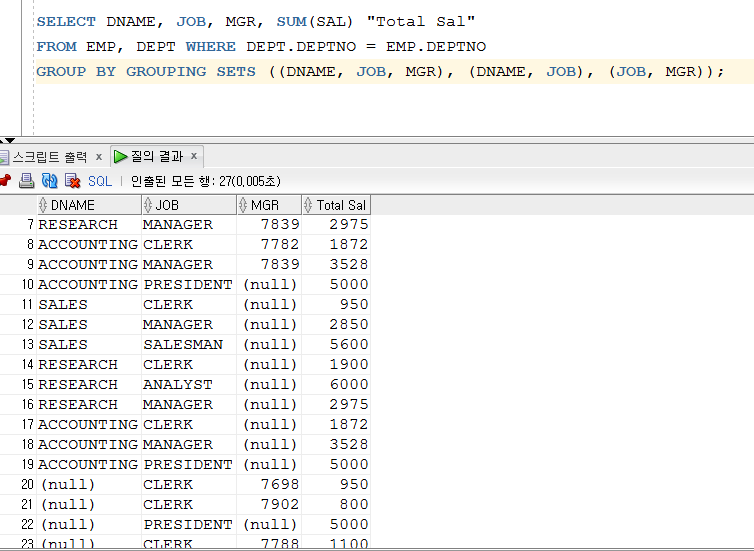 SELECT DNAME, JOB, MGR, SUM(SAL) "Total Sal"
FROM EMP, DEPT WHERE DEPT.DEPTNO = EMP.DEPTNO
GROUP BY GROUPING SETS ((DNAME, JOB, MGR), (DNAME, JOB), (JOB, MGR));
스크립트 출력 x 질의 결과 x
SQL | 인출된 모든 행: 27(0,005초)
DNAME JOB MGR Total Sal
7 RESEARCH MANAGER 7839 2975
8 ACCOUNTING CLERK 7782 1872
9 ACCOUNTING MANAGER 7839 3528
10 ACCOUNTING PRESIDENT (null) 5000
11 SALES CLERK (null) 950
12 SALES MANAGER (null) 2850
13 SALES SALESMAN (null) 5600
14 RESEARCH CLERK (null) 1900
15 RESEARCH ANALYST (null) 6000
16 RESEARCH MANAGER (null) 2975
17 ACCOUNTING CLERK (null) 1872
18 ACCOUNTING MANAGER (null) 3528
19 ACCOUNTING PRESIDENT (null) 5000
20 (null) CLERK 7698 950
21 (null) CLERK 7902 800
22 (null) PRESIDENT (null) 5000
23 (null) CLERK 7788 1100